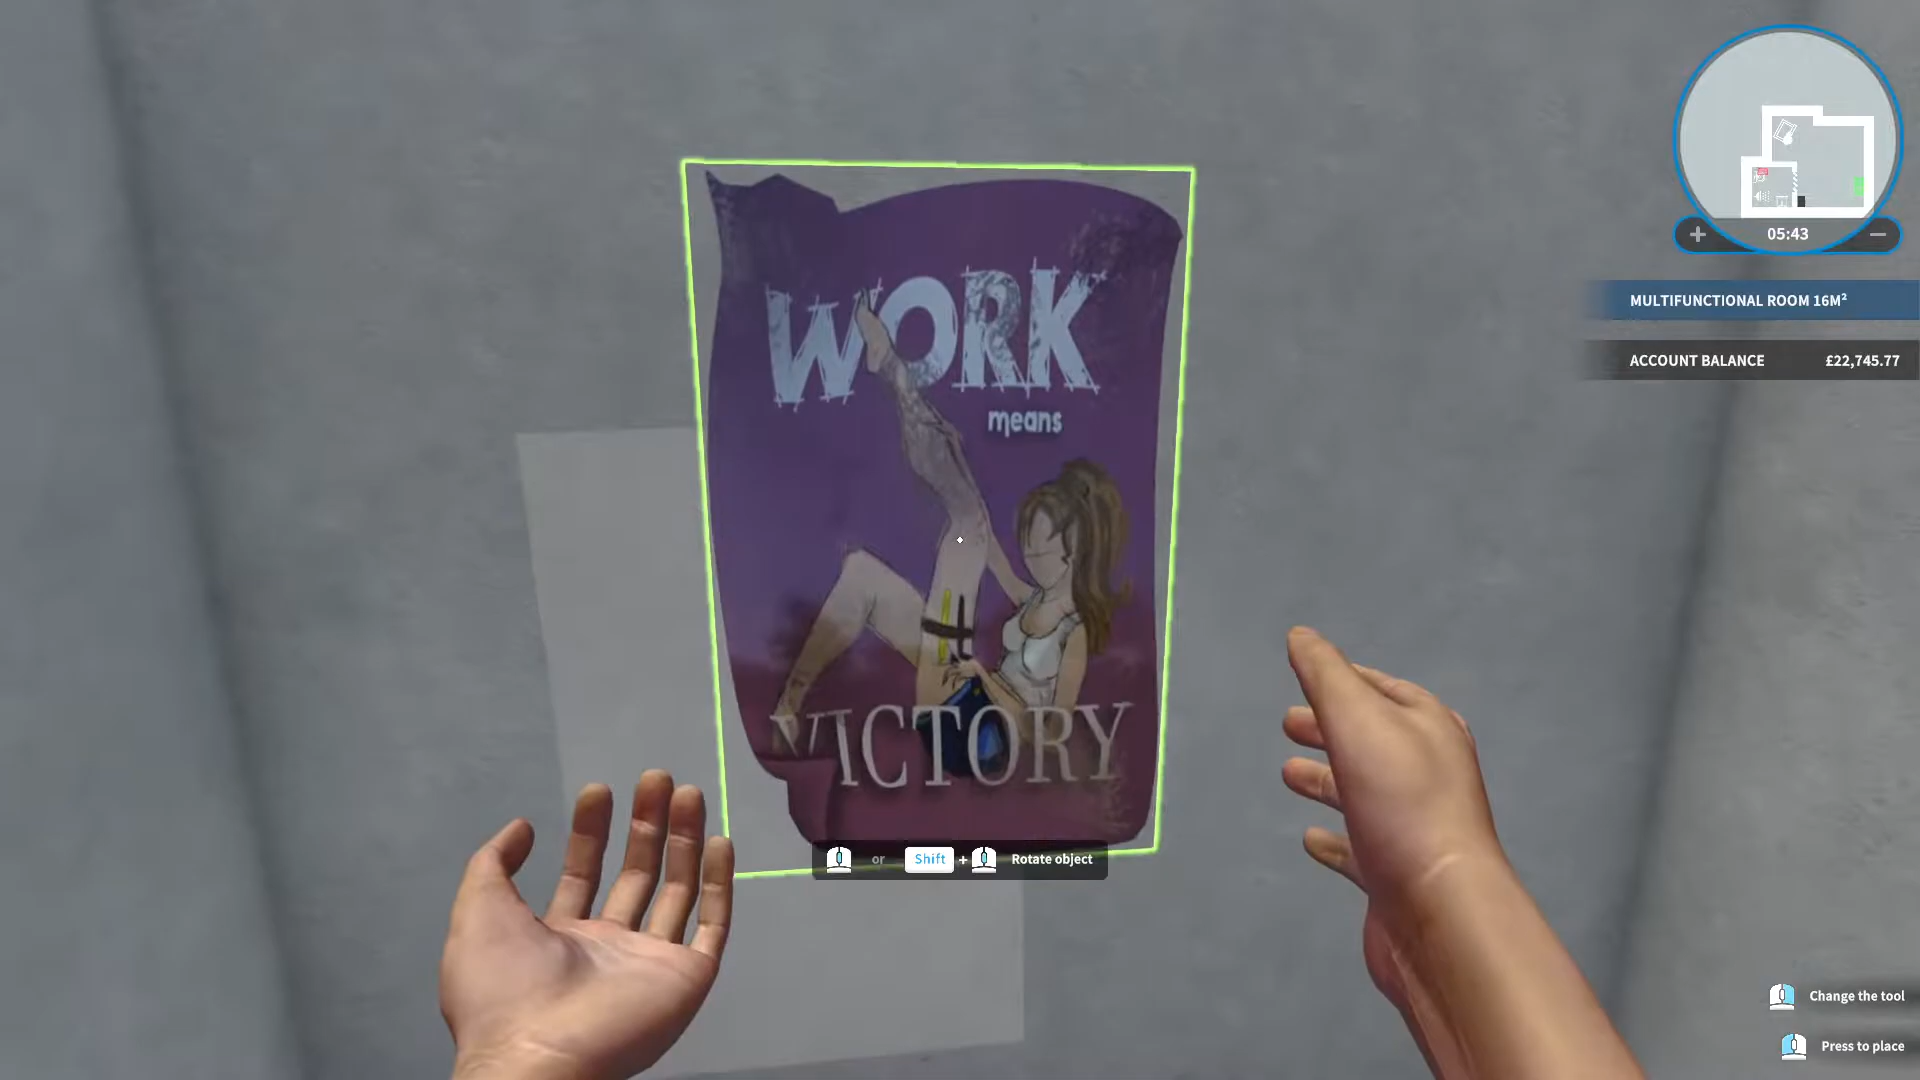 WORK
means
VICTORY
or Shift + Rotate object
+ 05:43 −
MULTIFUNCTIONAL ROOM 16M²
ACCOUNT BALANCE £22,745.77
Change the tool
Press to place